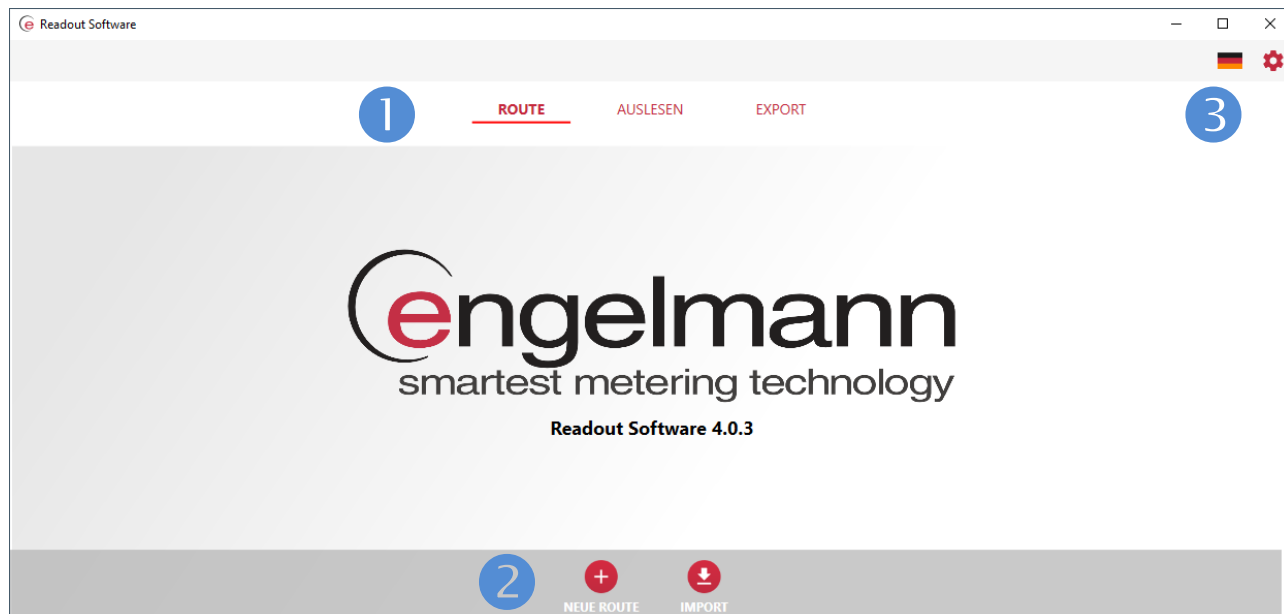 Readout Software
1
ROUTE AUSLESEN EXPORT
3
engelmann
smartest metering technology
Readout Software 4.0.3
2
NEUE ROUTE IMPORT